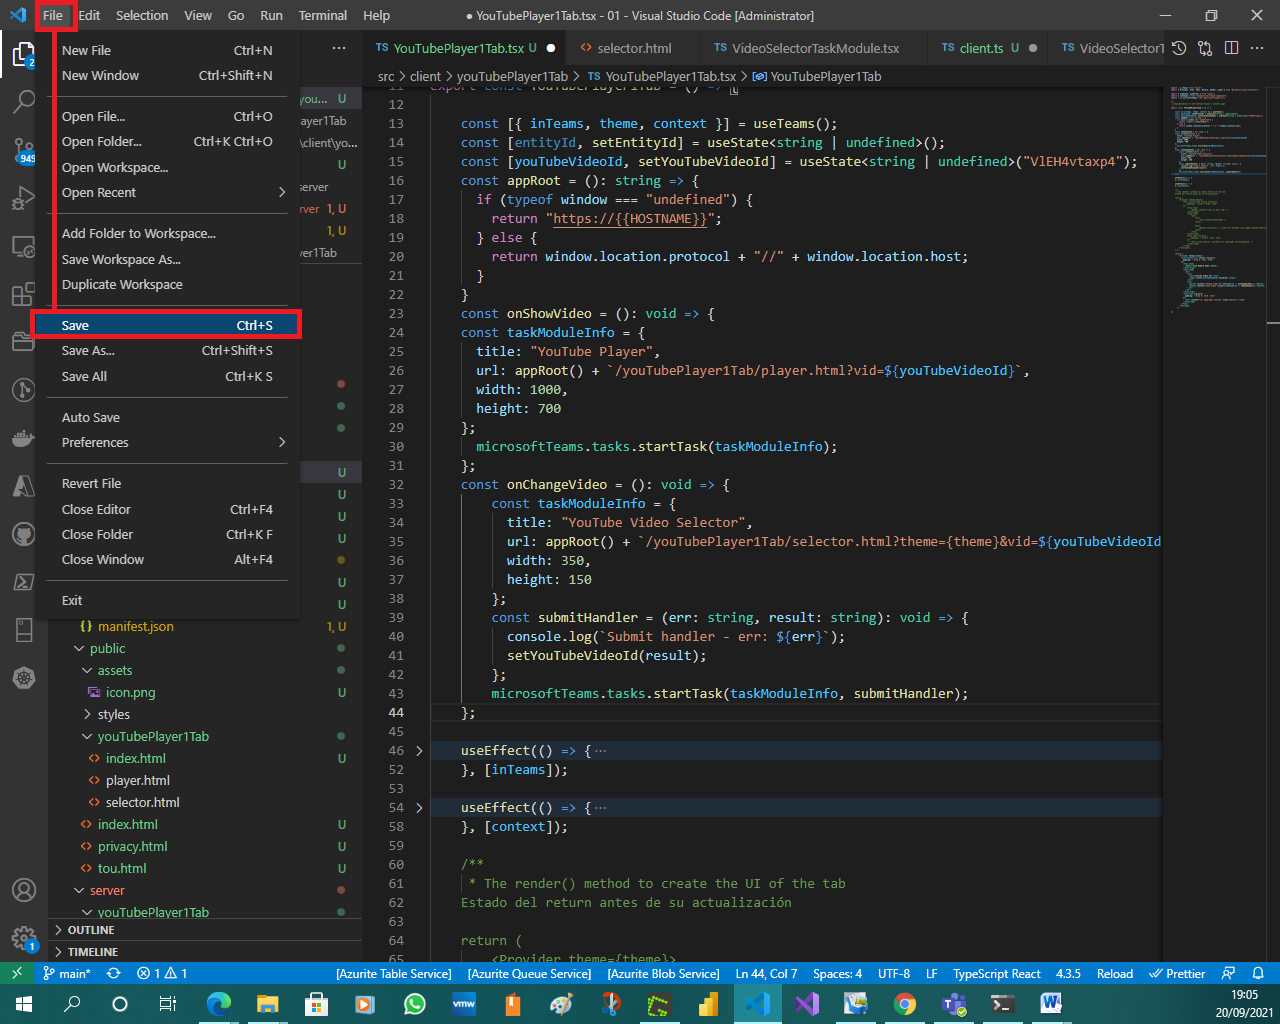 File Edit Selection View Go Run Terminal Help
● YouTubePlayer1Tab.tsx - 01 - Visual Studio Code [Administrator]
New File Ctrl+N
New Window Ctrl+Shift+N
Open File... Ctrl+O
Open Folder... Ctrl+K Ctrl+O
Open Workspace...
Open Recent
Add Folder to Workspace...
Save Workspace As...
Duplicate Workspace
Save Ctrl+S
Save As... Ctrl+Shift+S
Save All Ctrl+K S
Auto Save
Preferences
Revert File
Close Editor Ctrl+F4
Close Folder Ctrl+K F
Close Window Alt+F4
Exit
2
949
1
you... U
ayer1Tab
\client\yo...
U
server
erver 1, U
1, U
yer1Tab
U
U
U
U
U
U
U
{} manifest.json 1, U
public
assets
icon.png U
styles
youTubePlayer1Tab
<> index.html U
<> player.html
<> selector.html
<> index.html U
<> privacy.html U
<> tou.html U
server
youTubePlayer1Tab
OUTLINE
TIMELINE
TS YouTubePlayer1Tab.tsx U ●
<> selector.html
TS VideoSelectorTaskModule.tsx
TS client.ts U ●
TS VideoSelectorT
src > client > youTubePlayer1Tab > TS YouTubePlayer1Tab.tsx > YouTubePlayer1Tab
11 export const YouTubePlayer1Tab = () => {
12
13 const [{ inTeams, theme, context }] = useTeams();
14 const [entityId, setEntityId] = useState<string | undefined>();
15 const [youTubeVideoId, setYouTubeVideoId] = useState<string | undefined>("VlEH4vtaxp4");
16 const appRoot = (): string => {
17 if (typeof window === "undefined") {
18 return "https://{{HOSTNAME}}";
19 } else {
20 return window.location.protocol + "//" + window.location.host;
21 }
22 }
23 const onShowVideo = (): void => {
24 const taskModuleInfo = {
25 title: "YouTube Player",
26 url: appRoot() + `/youTubePlayer1Tab/player.html?vid=${youTubeVideoId}`,
27 width: 1000,
28 height: 700
29 };
30 microsoftTeams.tasks.startTask(taskModuleInfo);
31 };
32 const onChangeVideo = (): void => {
33 const taskModuleInfo = {
34 title: "YouTube Video Selector",
35 url: appRoot() + `/youTubePlayer1Tab/selector.html?theme={theme}&vid=${youTubeVideoId
36 width: 350,
37 height: 150
38 };
39 const submitHandler = (err: string, result: string): void => {
40 console.log(`Submit handler - err: ${err}`);
41 setYouTubeVideoId(result);
42 };
43 microsoftTeams.tasks.startTask(taskModuleInfo, submitHandler);
44 };
45
46 useEffect(() => { ···
52 }, [inTeams]);
53
54 useEffect(() => { ···
58 }, [context]);
59
60 /**
61 * The render() method to create the UI of the tab
62 Estado del return antes de su actualización
63
64 return (
65 <Provider theme={theme}>
main* 1 1 [Azurite Table Service] [Azurite Queue Service] [Azurite Blob Service] Ln 44, Col 7 Spaces: 4 UTF-8 LF TypeScript React 4.3.5 Reload Prettier
vmw
19:05
20/09/2021